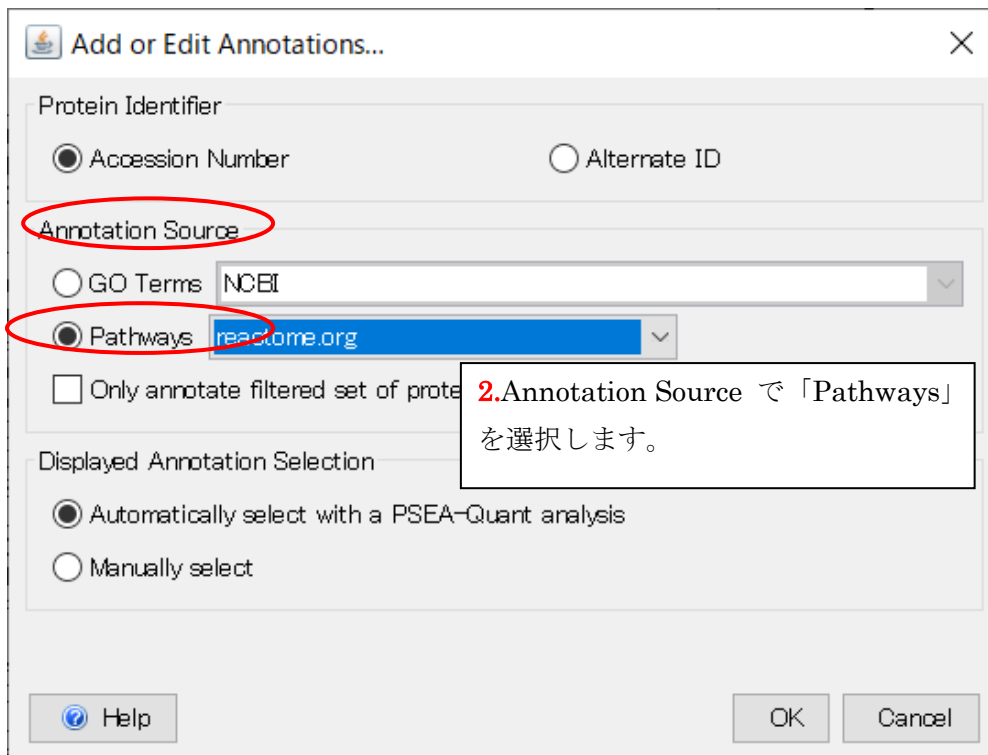 Add or Edit Annotations...
Protein Identifier
Accession Number
Alternate ID
Annotation Source
GO Terms NCBI
Pathways reactome.org
Only annotate filtered set of prote
2.Annotation Source で「Pathways」
を選択します。
Displayed Annotation Selection
Automatically select with a PSEA-Quant analysis
Manually select
Help
OK
Cancel